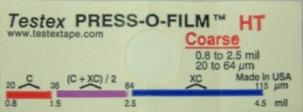 Testex PRESS-O-FILM™ HT
www.testextape.com Coarse
0.8 to 2.5 mil
20 to 64 µm
C (C + XC) / 2 XC Made in USA
20 38 64 115 µm
0.8 1.5 2.5 4.5 mil